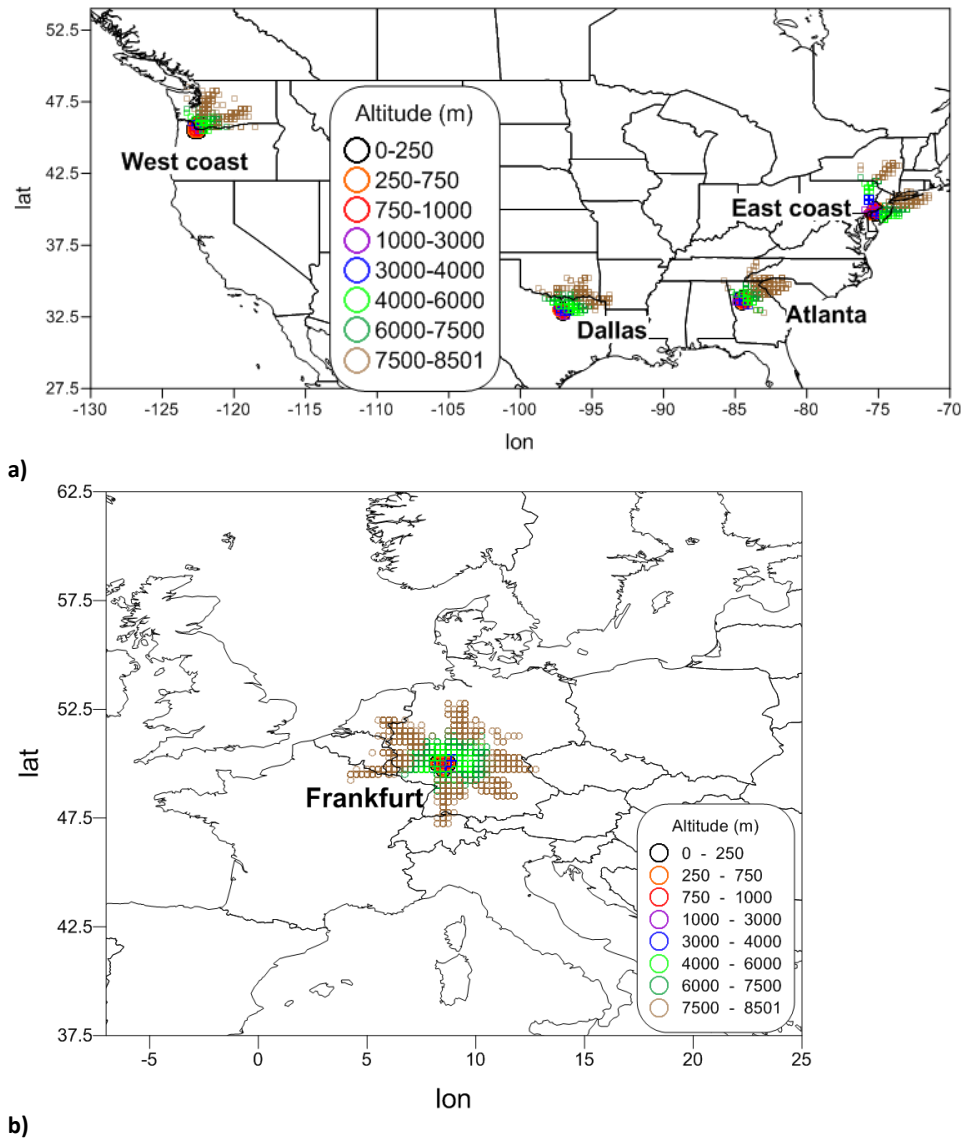 52.5
47.5
42.5
37.5
32.5
27.5
lat
-130 -125 -120 -115 -110 -105 -100 -95 -90 -85 -80 -75 -70
lon
West coast
Altitude (m)
0-250
250-750
750-1000
1000-3000
3000-4000
4000-6000
6000-7500
7500-8501
East coast
Dallas
Atlanta
a)
62.5
57.5
52.5
47.5
42.5
37.5
lat
Frankfurt
Altitude (m)
0 - 250
250 - 750
750 - 1000
1000 - 3000
3000 - 4000
4000 - 6000
6000 - 7500
7500 - 8501
-5 0 5 10 15 20 25
lon
b)